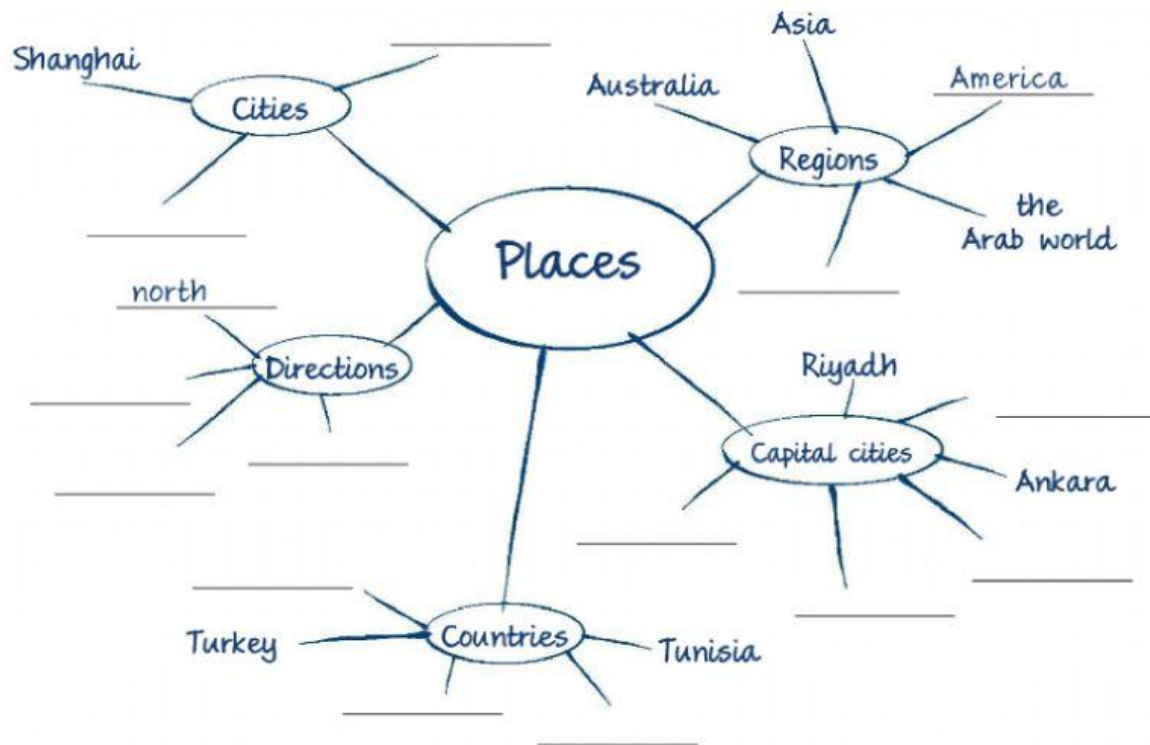 Asia
Shanghai
America
Australia
Cities
Regions
the
Arab world
Places
north
Directions
Riyadh
Capital cities
Ankara
Turkey
Countries
Tunisia